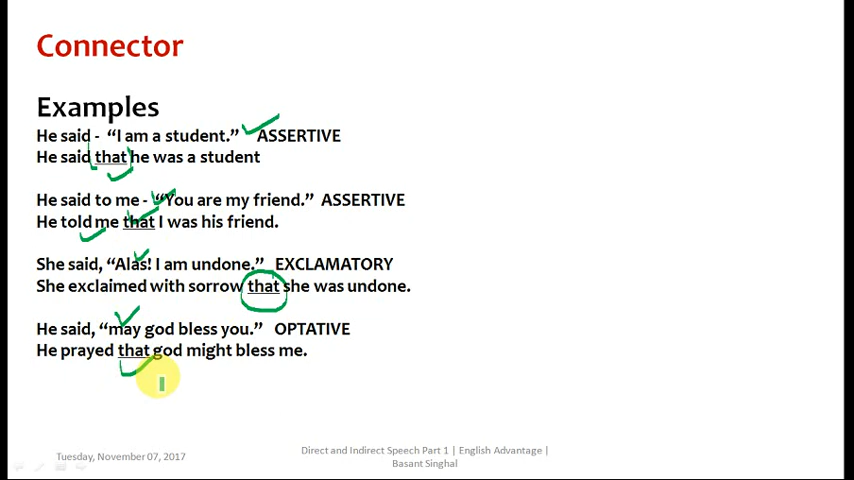 Connector
Examples
He said - “I am a student.” ASSERTIVE
He said that he was a student
He said to me - “You are my friend.” ASSERTIVE
He told me that I was his friend.
She said, “Alas! I am undone.” EXCLAMATORY
She exclaimed with sorrow that she was undone.
He said, “may god bless you.” OPTATIVE
He prayed that god might bless me.
Tuesday, November 07, 2017
Direct and Indirect Speech Part 1 | English Advantage |
Basant Singhal